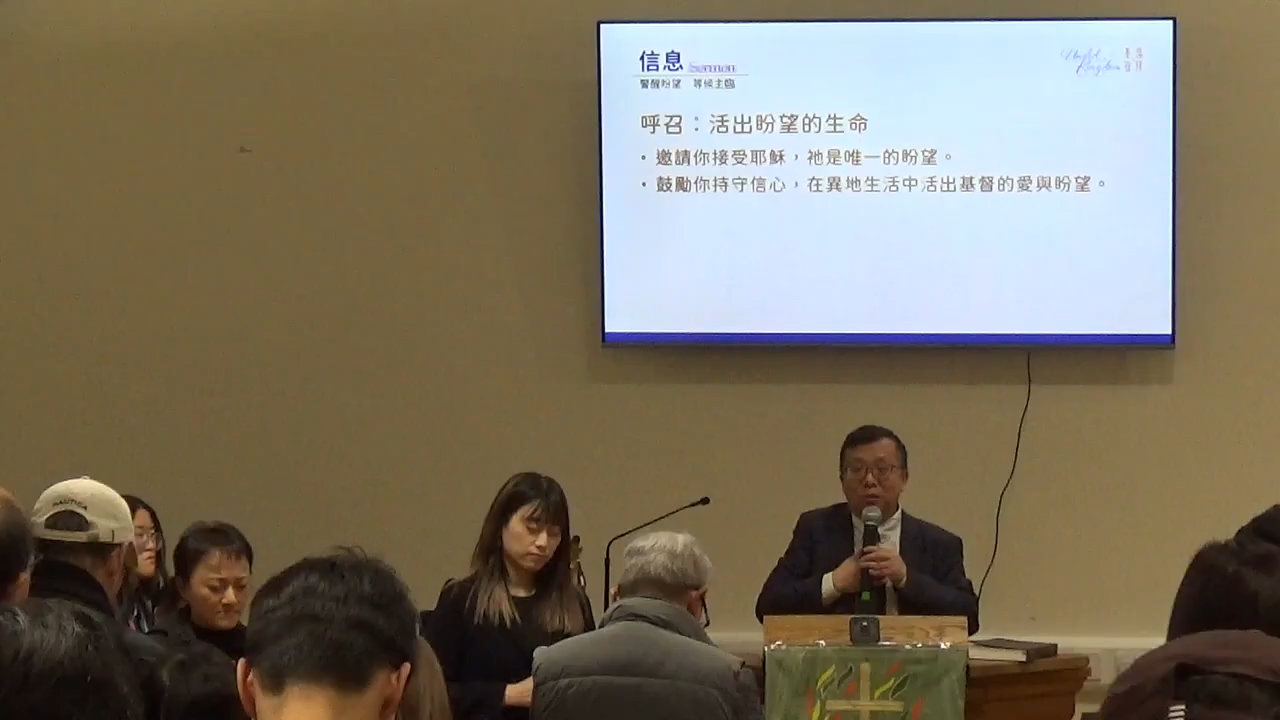 信息 Sermon
警醒盼望 等候主臨
呼召：活出盼望的生命
• 邀請你接受耶穌，祂是唯一的盼望。
• 鼓勵你持守信心，在異地生活中活出基督的愛與盼望。
NAUTICA